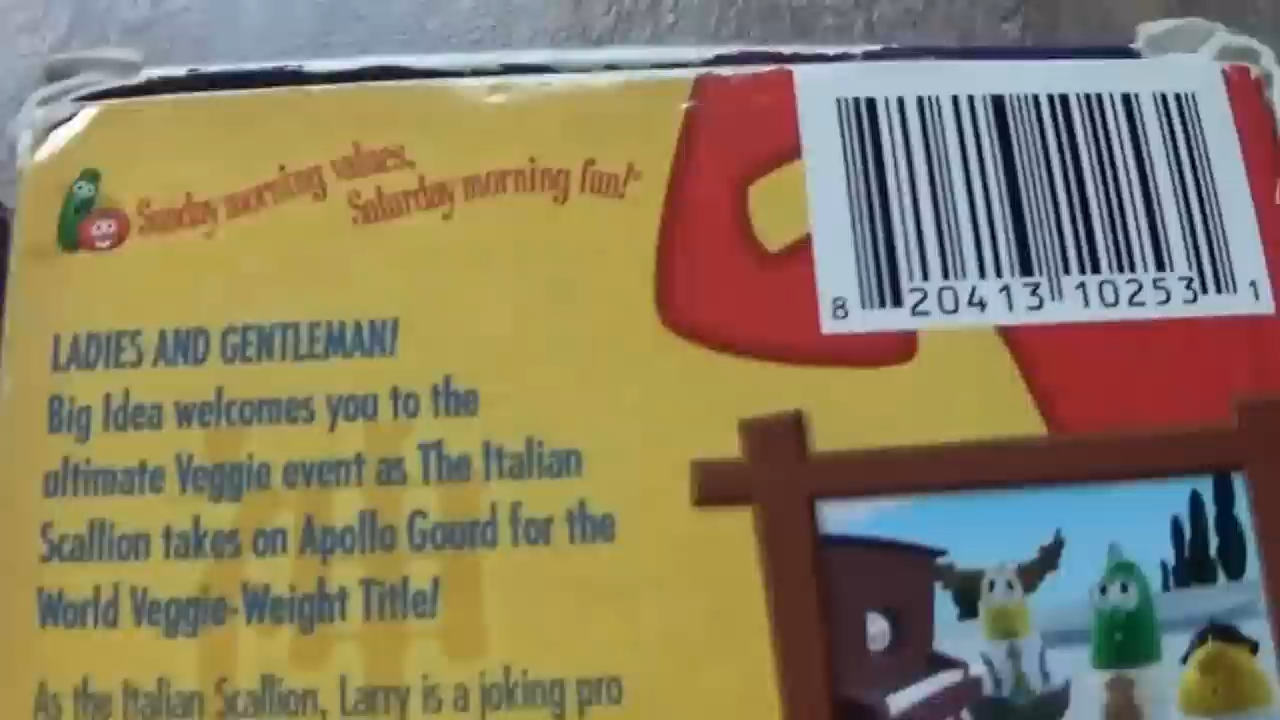 Sunday morning values,
Saturday morning fun!
8 20413 10253 1
LADIES AND GENTLEMAN!
Big Idea welcomes you to the
ultimate Veggie event as The Italian
Scallion takes on Apollo Gourd for the
World Veggie-Weight Title!
As the Italian Scallion, Larry is a joking pro